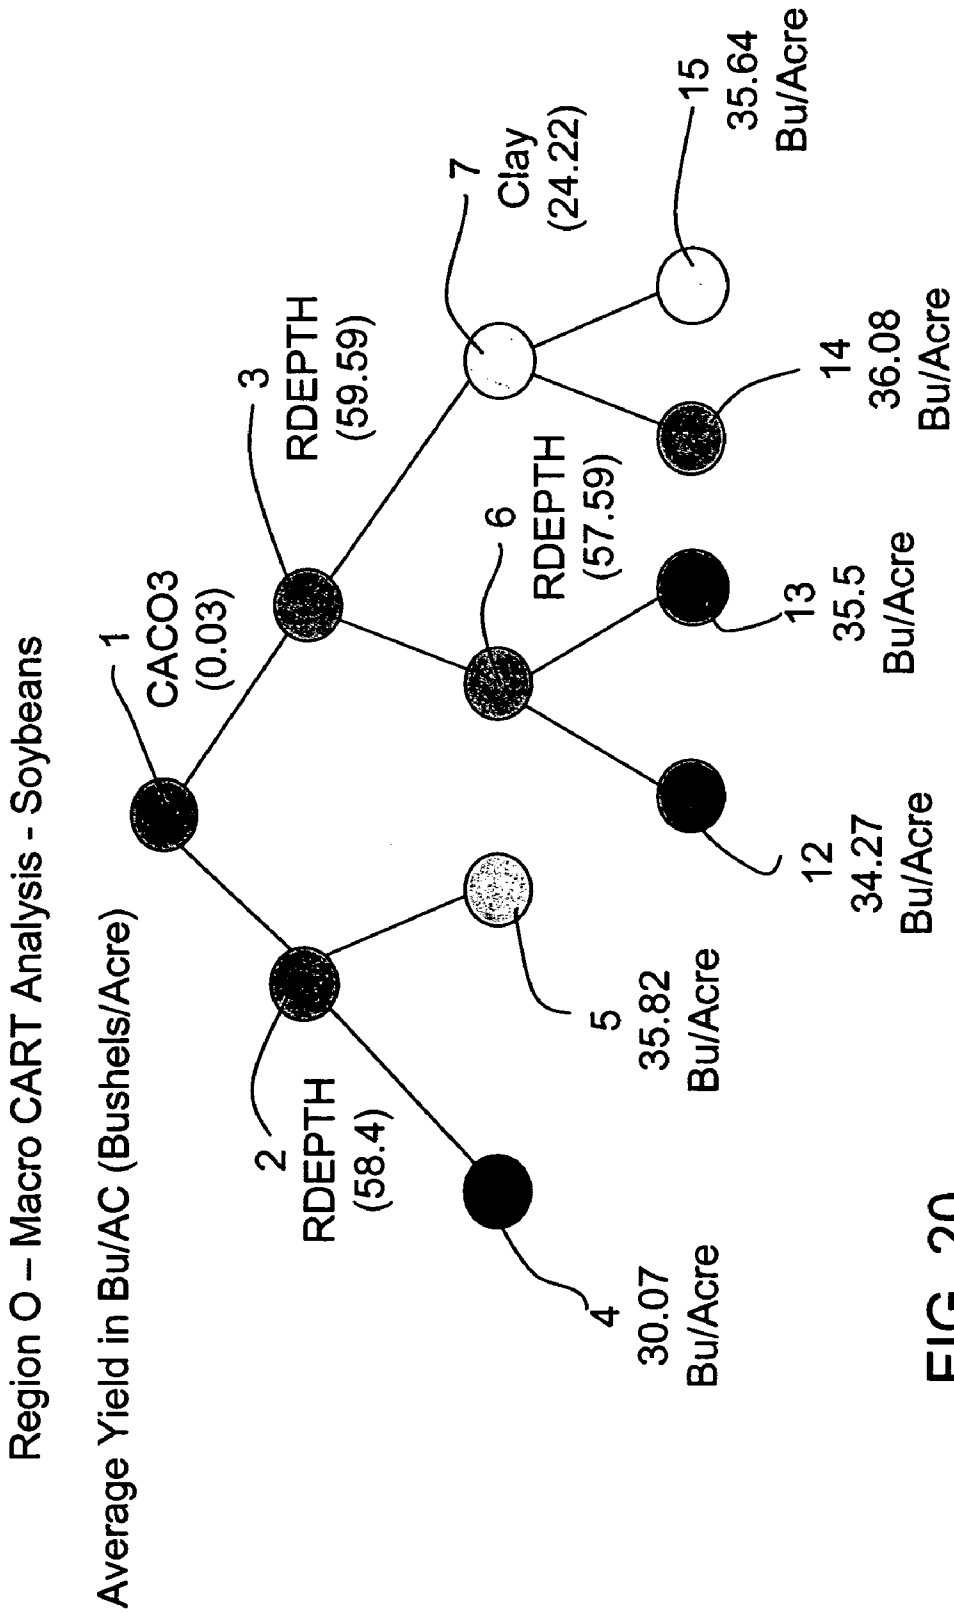 Region O – Macro CART Analysis - Soybeans
Average Yield in Bu/AC (Bushels/Acre)
1
CACO3
(0.03)
2
RDEPTH
(58.4)
3
RDEPTH
(59.59)
4
30.07
Bu/Acre
5
35.82
Bu/Acre
6
RDEPTH
(57.59)
7
Clay
(24.22)
12
34.27
Bu/Acre
13
35.5
Bu/Acre
14
36.08
Bu/Acre
15
35.64
Bu/Acre
FIG. 20